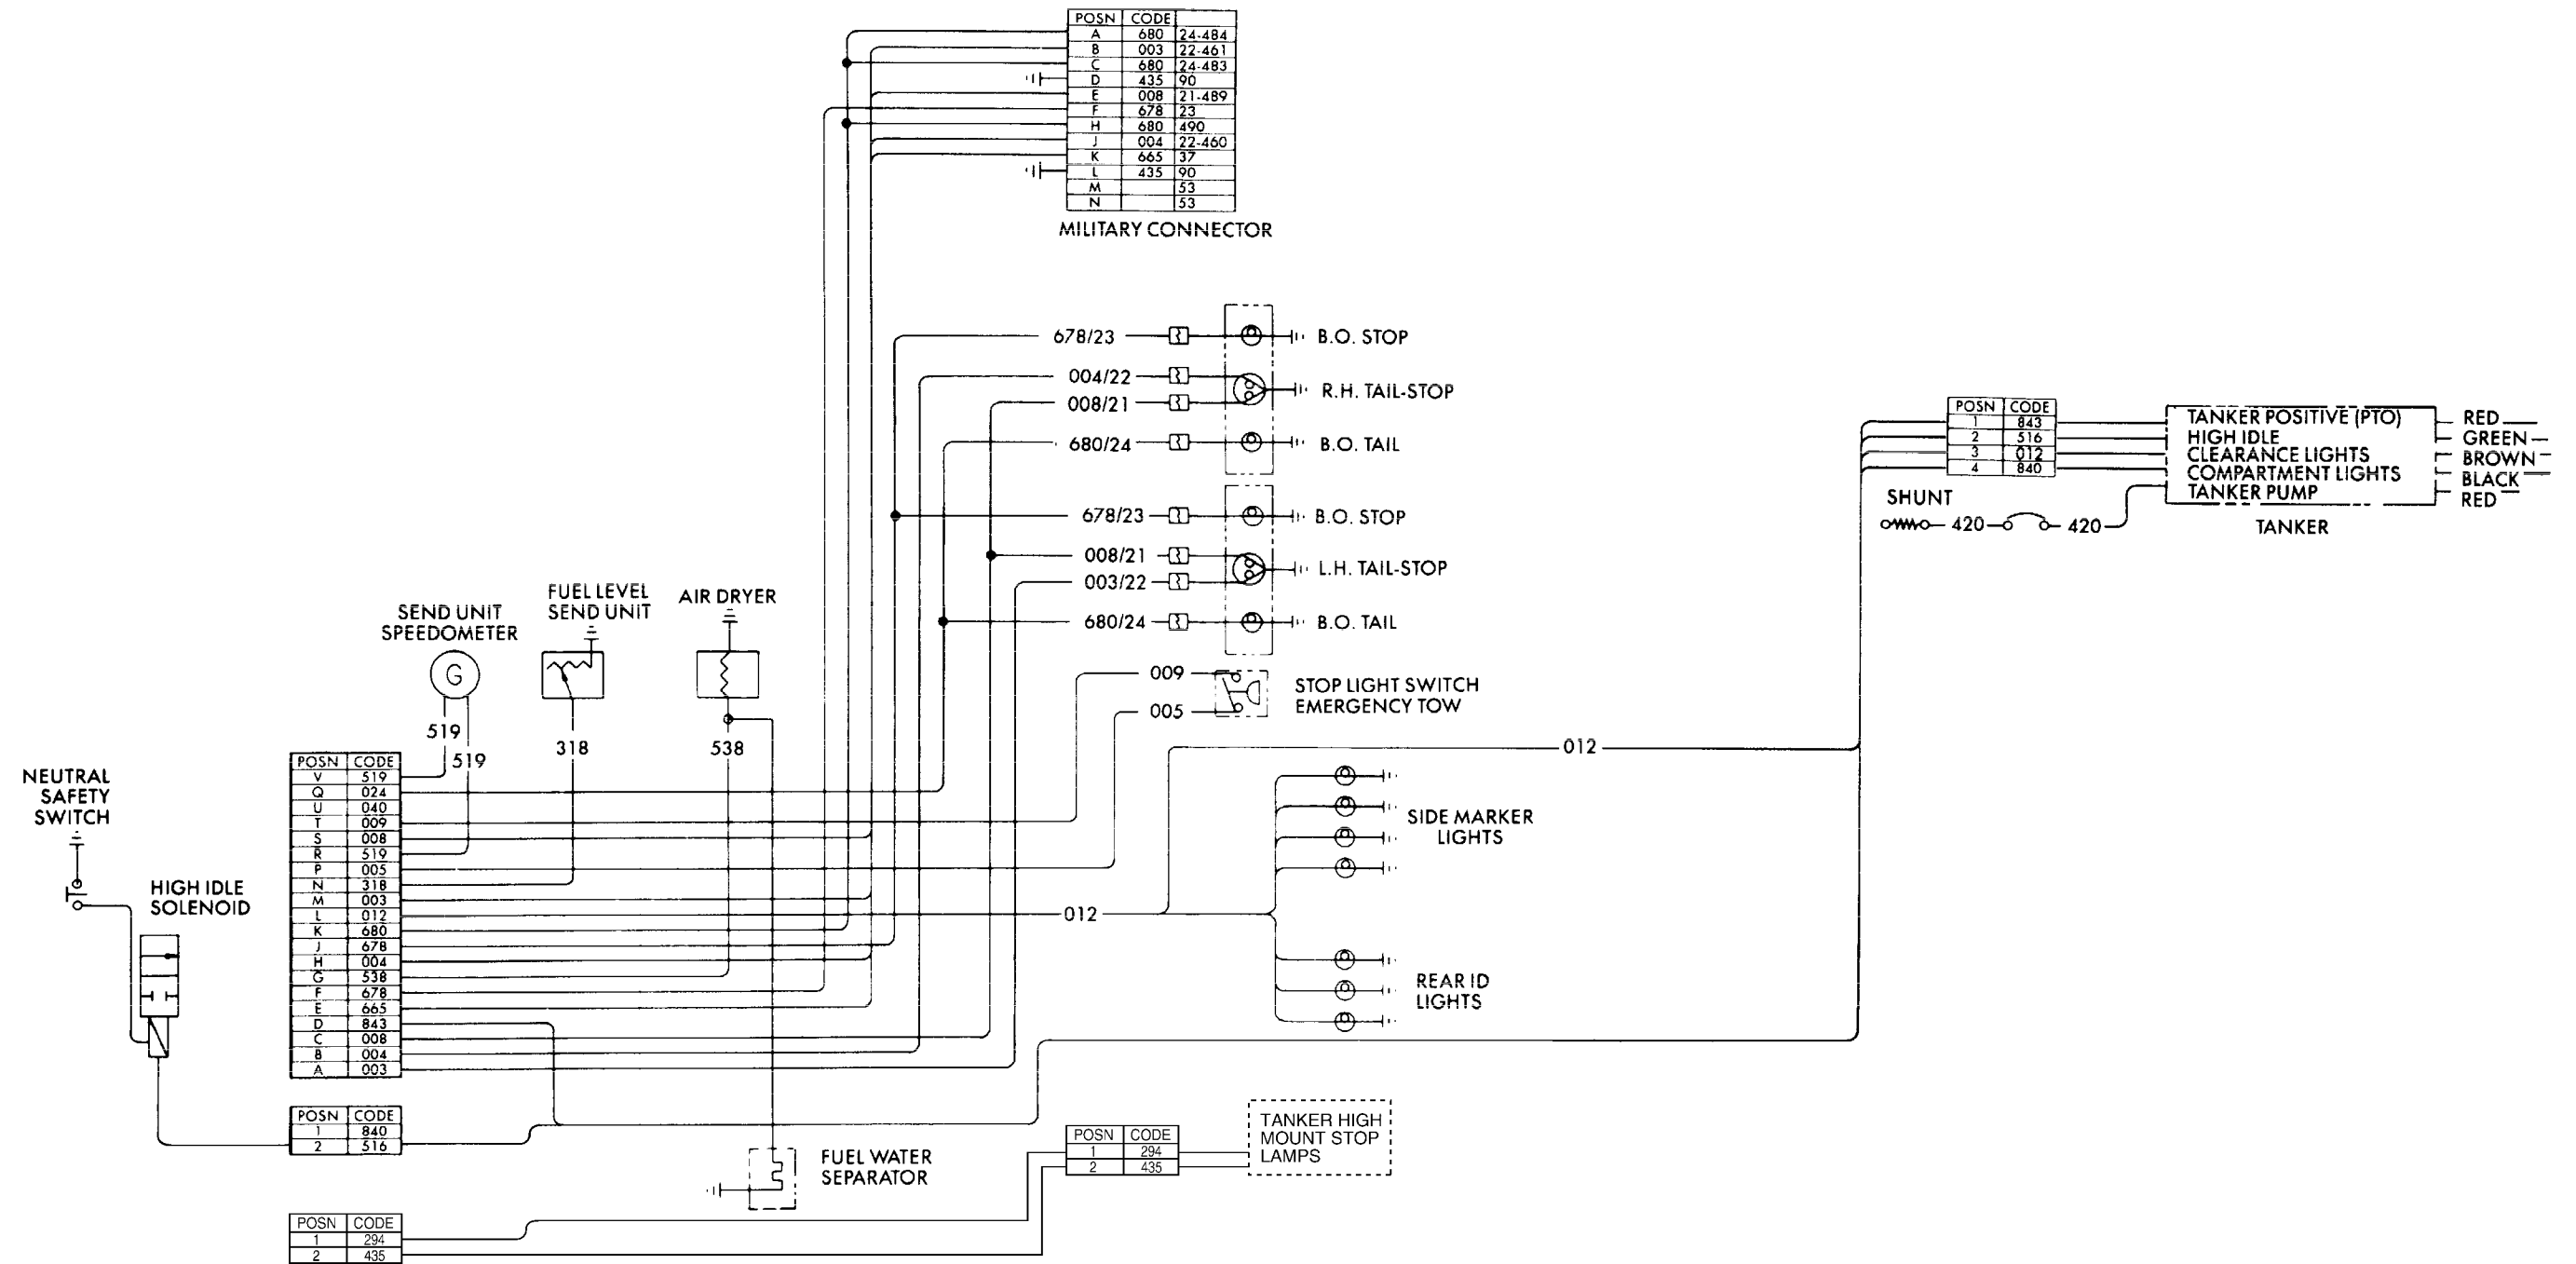 POSN CODE
A 680 24-484
B 003 22-461
C 680 24-483
D 435 90
E 008 21-489
F 678 23
H 680 490
J 004 22-460
K 665 37
L 435 90
M 53
N 53
MILITARY CONNECTOR
678/23 B.O. STOP
004/22
R.H. TAIL-STOP
008/21
680/24 B.O. TAIL
678/23 B.O. STOP
008/21
L.H. TAIL-STOP
003/22
680/24 B.O. TAIL
009
STOP LIGHT SWITCH
EMERGENCY TOW
005
POSN CODE
1 843
2 516
3 012
4 840
TANKER POSITIVE (PTO) RED
HIGH IDLE GREEN
CLEARANCE LIGHTS BROWN
COMPARTMENT LIGHTS BLACK
TANKER PUMP RED
TANKER
SHUNT
420 420
SEND UNIT
SPEEDOMETER
G
519
519
FUEL LEVEL
SEND UNIT
318
AIR DRYER
538
NEUTRAL
SAFETY
SWITCH
HIGH IDLE
SOLENOID
POSN CODE
V 519
Q 024
U 040
T 009
S 008
R 519
P 005
N 318
M 003
L 012
K 680
J 678
H 004
G 538
F 678
E 665
D 843
C 008
B 004
A 003
012
012
SIDE MARKER
LIGHTS
REAR ID
LIGHTS
POSN CODE
1 840
2 516
FUEL WATER
SEPARATOR
POSN CODE
1 294
2 435
TANKER HIGH
MOUNT STOP
LAMPS
POSN CODE
1 294
2 435